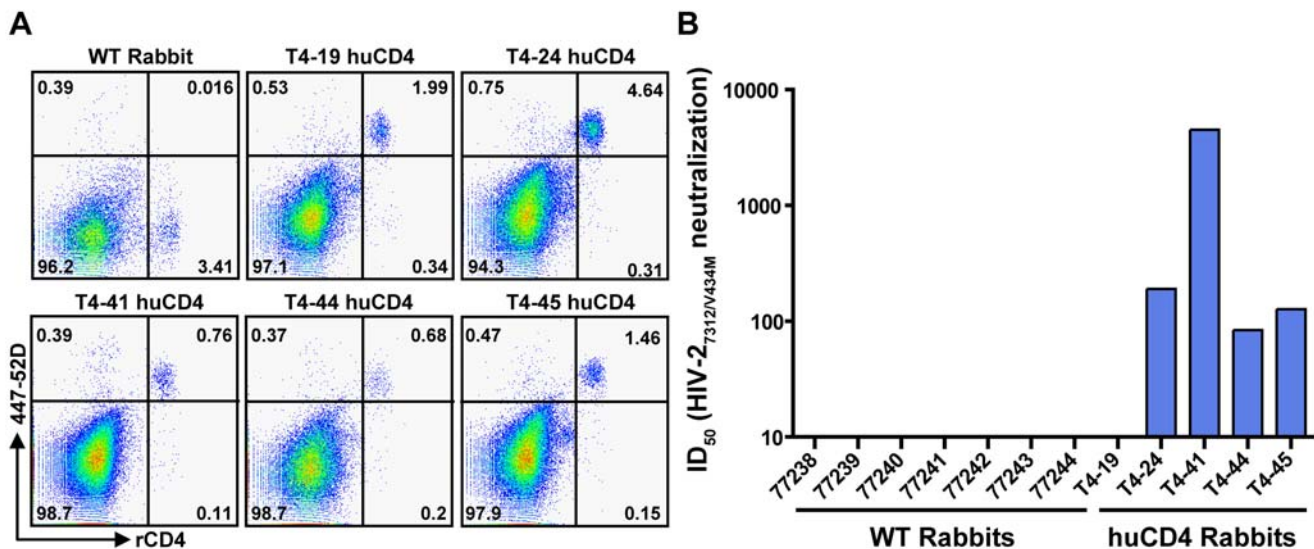 A
WT Rabbit
0.39
0.016
96.2
3.41
T4-19 huCD4
0.53
1.99
97.1
0.34
T4-24 huCD4
0.75
4.64
94.3
0.31
T4-41 huCD4
0.39
0.76
98.7
0.11
T4-44 huCD4
0.37
0.68
98.7
0.2
T4-45 huCD4
0.47
1.46
97.9
0.15
447-52D
rCD4
B
ID50 (HIV-27312/V434M neutralization)
10000
1000
100
10
77238
77239
77240
77241
77242
77243
77244
T4-19
T4-24
T4-41
T4-44
T4-45
WT Rabbits
huCD4 Rabbits